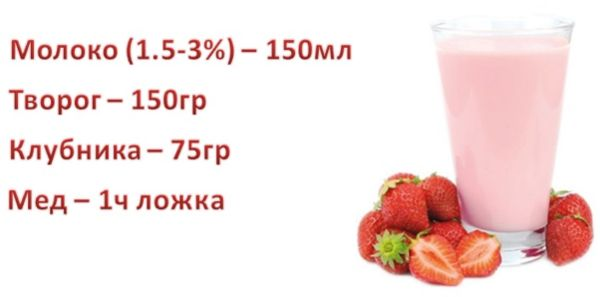 Молоко (1.5-3%) – 150мл
Творог – 150гр
Клубника – 75гр
Мед – 1ч ложка